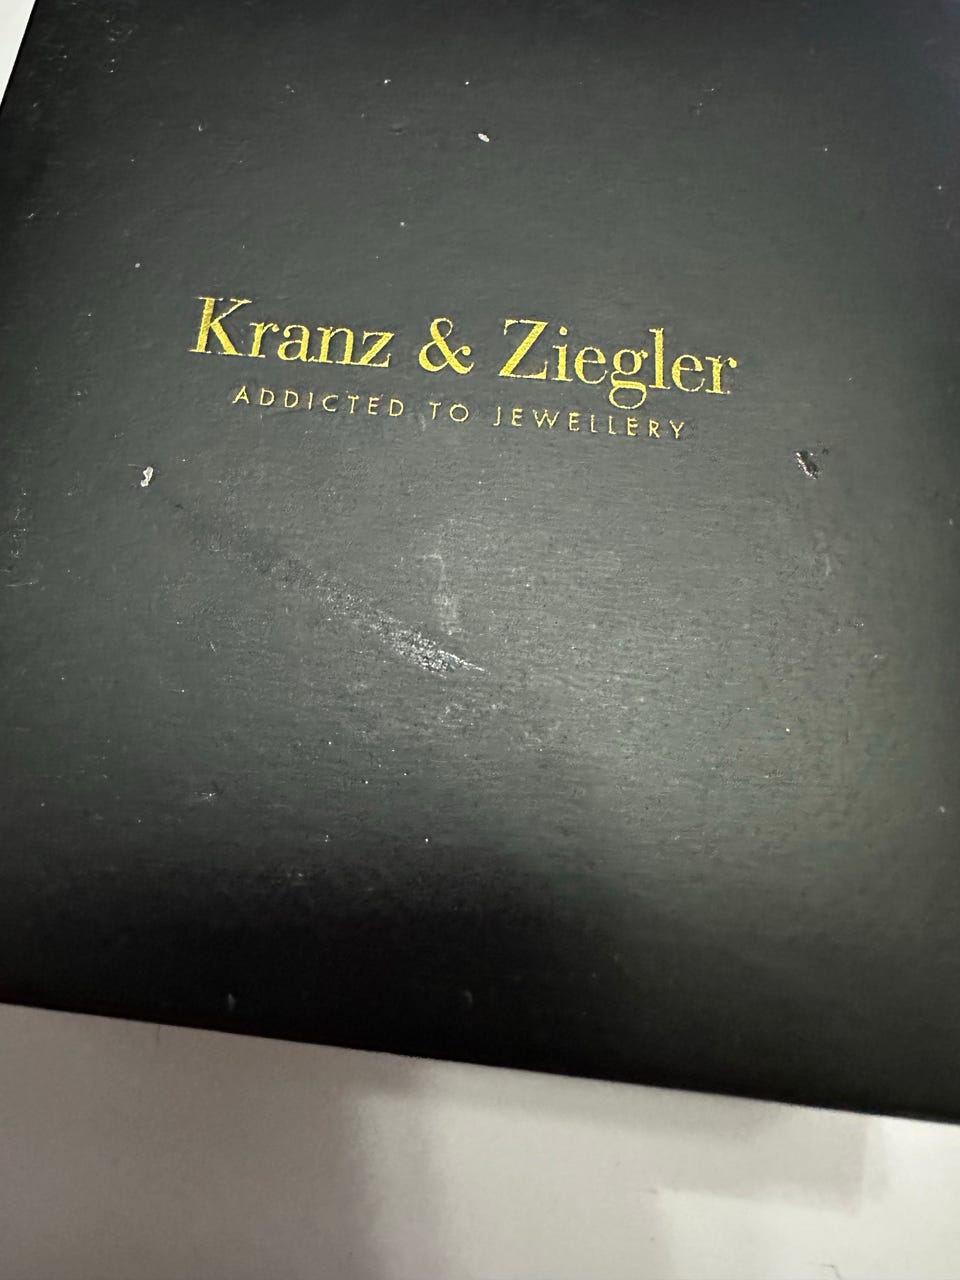 Kranz & Ziegler
ADDICTED TO JEWELLERY